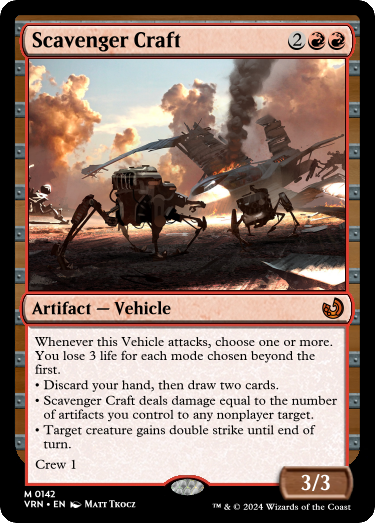 Scavenger Craft 2
Artifact — Vehicle
Whenever this Vehicle attacks, choose one or more.
You lose 3 life for each mode chosen beyond the
first.
• Discard your hand, then draw two cards.
• Scavenger Craft deals damage equal to the number
of artifacts you control to any nonplayer target.
• Target creature gains double strike until end of
turn.
Crew 1
3/3
M 0142
VRN • EN Matt Tkocz
™ & © 2024 Wizards of the Coast